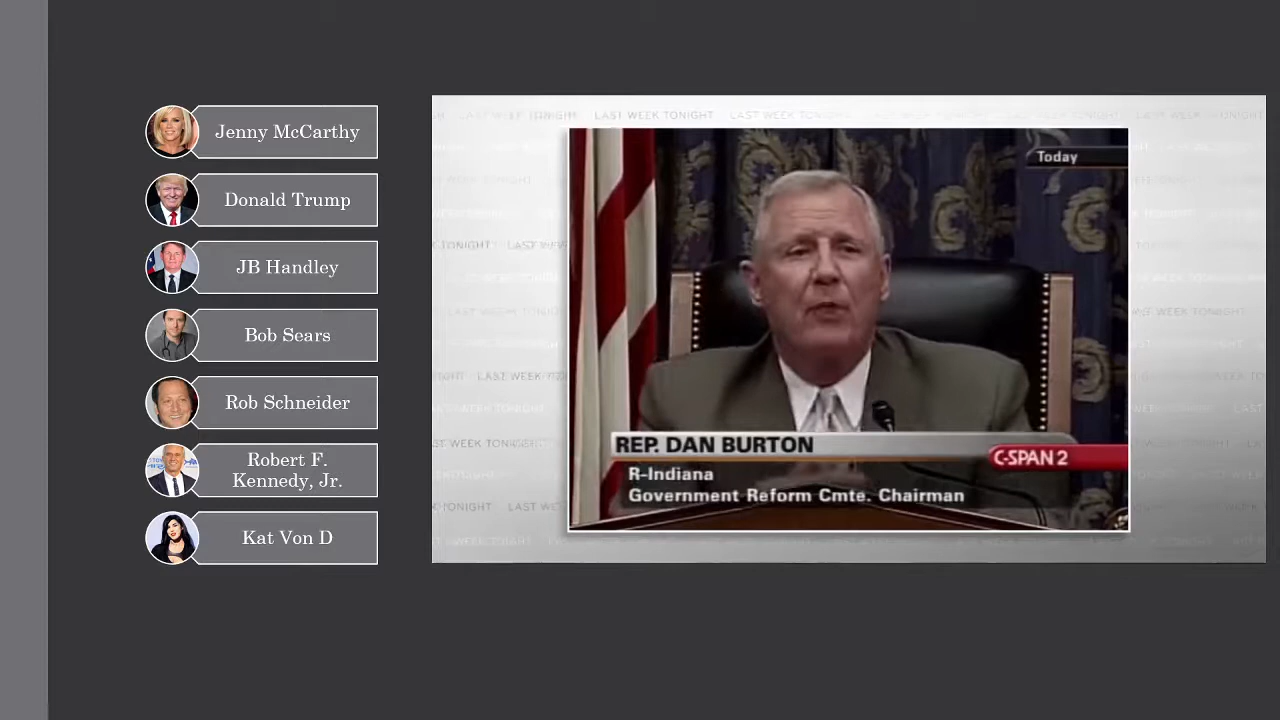 Jenny McCarthy
Donald Trump
JB Handley
Bob Sears
Rob Schneider
Robert F.
Kennedy, Jr.
Kat Von D
LAST WEEK TONIGHT
Today
REP. DAN BURTON
C-SPAN 2
R-Indiana
Government Reform Cmte. Chairman